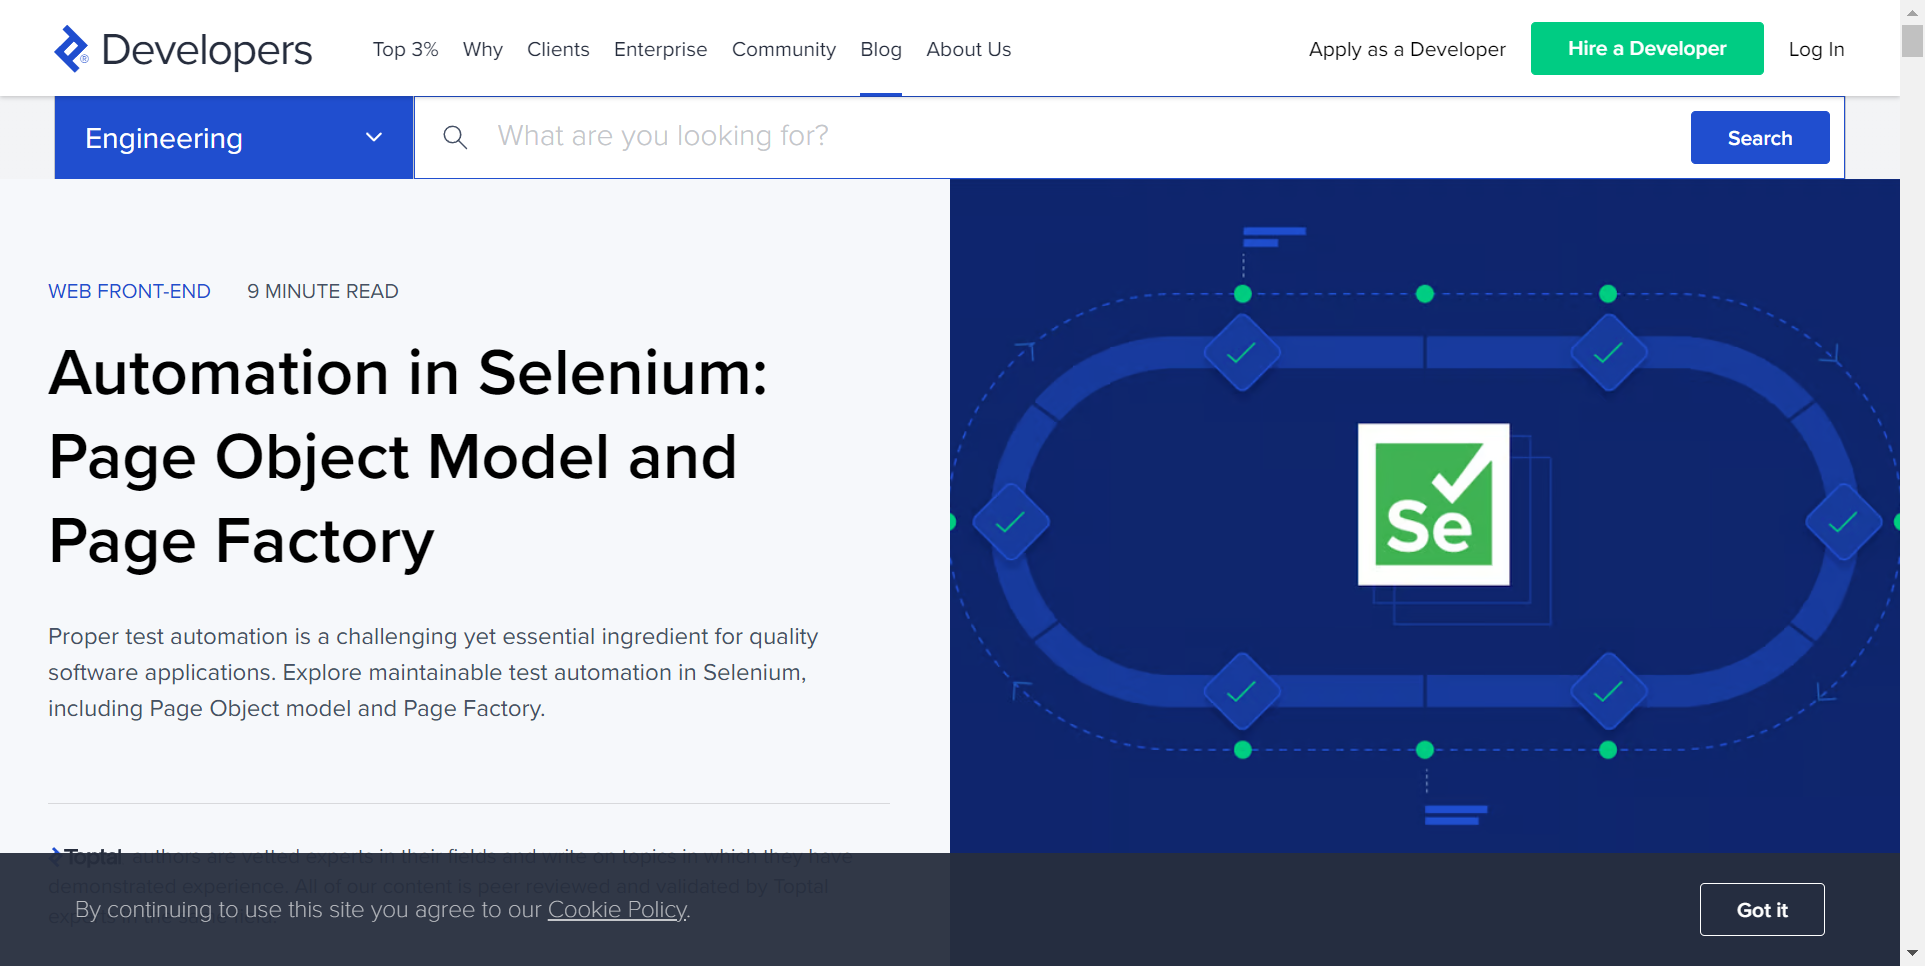 Developers
Top 3% Why Clients Enterprise Community Blog About Us
Apply as a Developer Hire a Developer Log In
Engineering
What are you looking for?
Search
WEB FRONT-END 9 MINUTE READ
Automation in Selenium:
Page Object Model and
Page Factory
Proper test automation is a challenging yet essential ingredient for quality
software applications. Explore maintainable test automation in Selenium,
including Page Object model and Page Factory.
Se
Toptal authors are vetted experts in their fields and write on topics in which they have
demonstrated experience. All of our content is peer reviewed and validated by Toptal
By continuing to use this site you agree to our Cookie Policy.
Got it